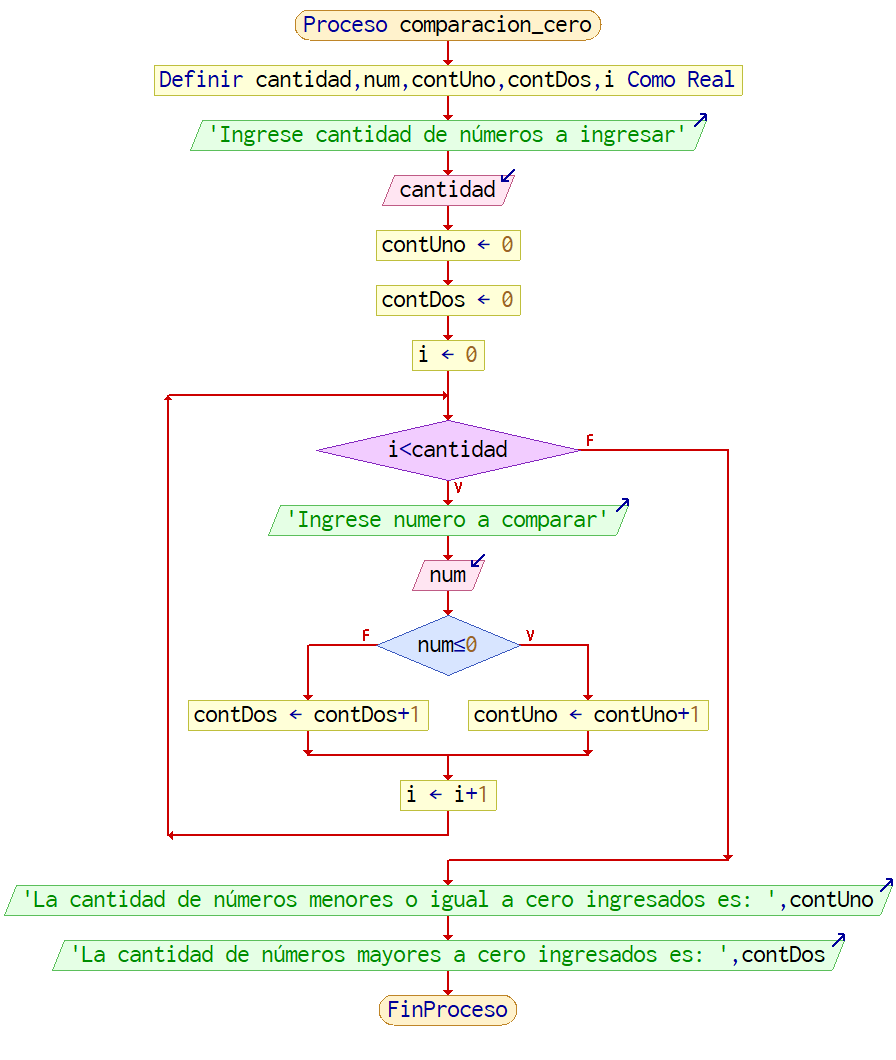 Proceso comparacion_cero
Definir cantidad,num,contUno,contDos,i Como Real
'Ingrese cantidad de números a ingresar'
cantidad
contUno ← 0
contDos ← 0
i ← 0
i<cantidad
F
V
'Ingrese numero a comparar'
num
num≤0
F
V
contDos ← contDos+1
contUno ← contUno+1
i ← i+1
'La cantidad de números menores o igual a cero ingresados es: ',contUno
'La cantidad de números mayores a cero ingresados es: ',contDos
FinProceso